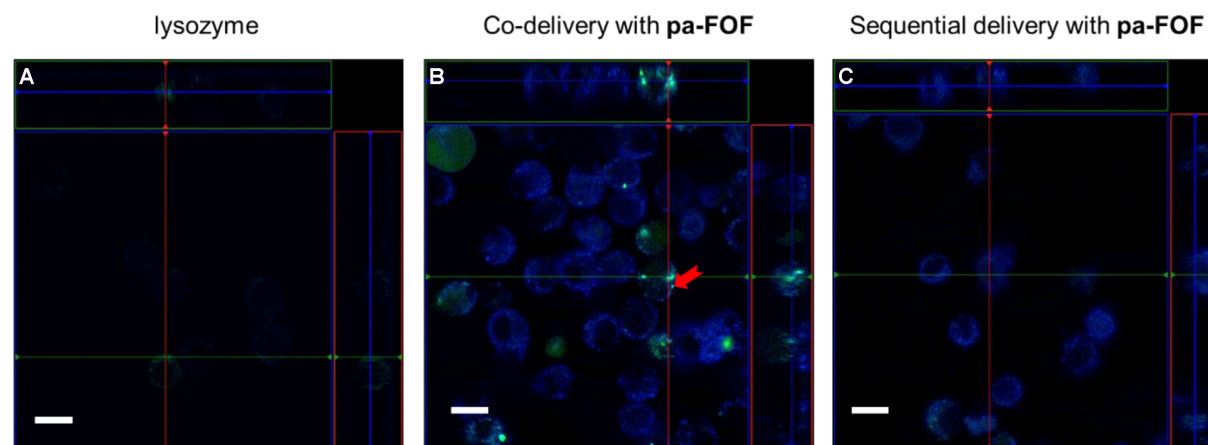 lysozyme
Co-delivery with pa-FOF
Sequential delivery with pa-FOF
A
B
C